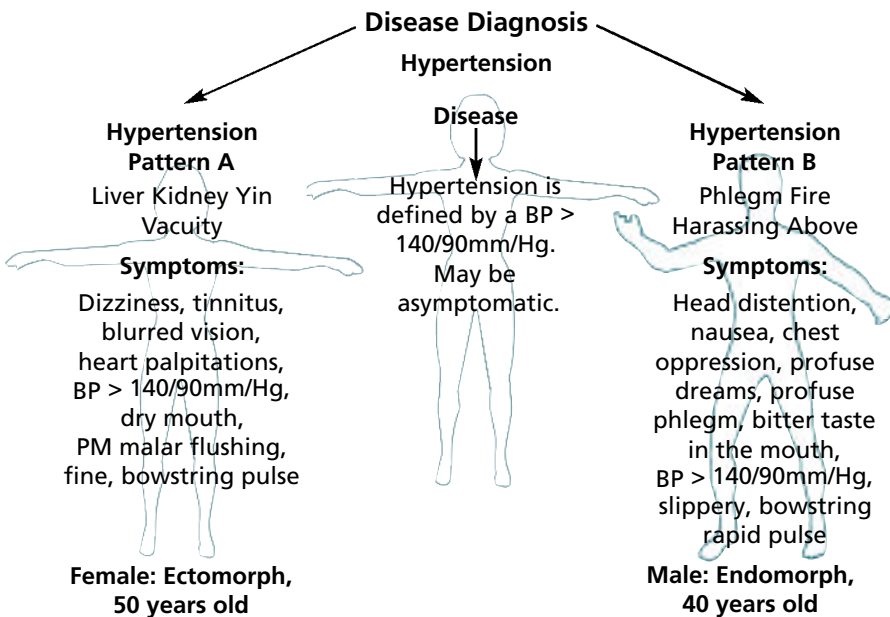 Disease Diagnosis
Hypertension
Disease
Hypertension is
defined by a BP >
140/90mm/Hg.
May be
asymptomatic.
Hypertension
Pattern A
Liver Kidney Yin
Vacuity
Symptoms:
Dizziness, tinnitus,
blurred vision,
heart palpitations,
BP > 140/90mm/Hg,
dry mouth,
PM malar flushing,
fine, bowstring pulse
Female: Ectomorph,
50 years old
Hypertension
Pattern B
Phlegm Fire
Harassing Above
Symptoms:
Head distention,
nausea, chest
oppression, profuse
dreams, profuse
phlegm, bitter taste
in the mouth,
BP > 140/90mm/Hg,
slippery, bowstring
rapid pulse
Male: Endomorph,
40 years old